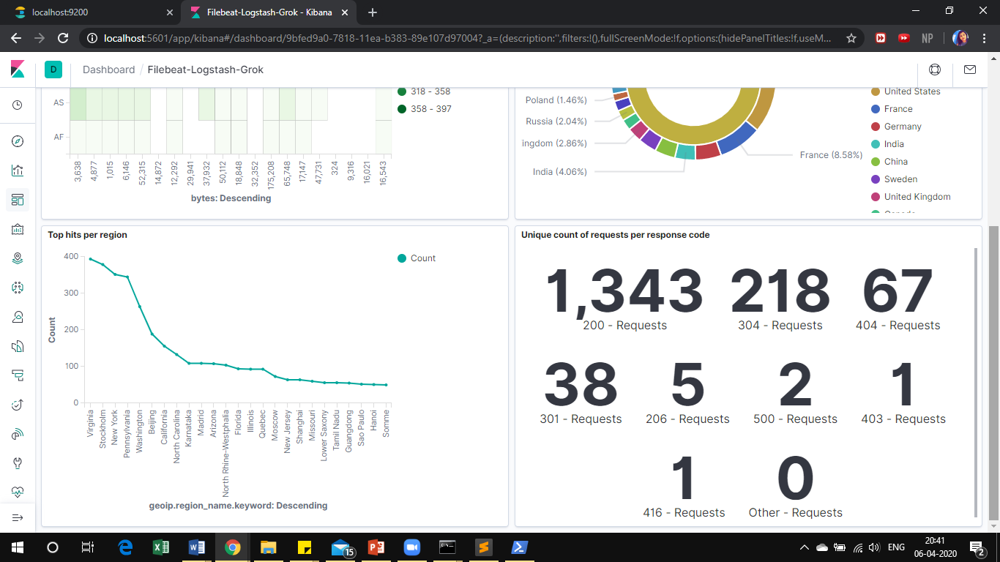 localhost:9200
Filebeat-Logstash-Grok - Kibana
localhost:5601/app/kibana#/dashboard/9bfed9a0-7818-11ea-b383-89e107d97004?_a=(description:'',filters:!(),fullScreenMode:!f,options:(hidePanelTitles:!f,useM...
NP
D
Dashboard / Filebeat-Logstash-Grok
AS
AF
3,638
4,877
1,015
6,146
52,315
14,872
12,292
29,941
37,932
50,112
18,848
32,352
175,208
65,748
17,147
47,731
324
9,316
16,021
16,543
bytes: Descending
318 - 358
358 - 397
Poland (1.46%)
Russia (2.04%)
ingdom (2.86%)
India (4.06%)
France (8.58%)
United States
France
Germany
India
China
Sweden
United Kingdom
Top hits per region
400
300
200
100
0
Count
Count
Virginia
Stockholm
New York
Pennsylvania
Washington
Beijing
California
North Carolina
Karnataka
Madrid
Arizona
North Rhine-Westphalia
Florida
Illinois
Quebec
Moscow
New Jersey
Shanghai
Missouri
Lower Saxony
Tamil Nadu
Guangdong
Sao Paulo
Hanoi
Somme
geoip.region_name.keyword: Descending
Unique count of requests per response code
1,343 218 67
200 - Requests 304 - Requests 404 - Requests
38 5 2 1
301 - Requests 206 - Requests 500 - Requests 403 - Requests
1 0
416 - Requests Other - Requests
15
ENG
20:41
06-04-2020
2